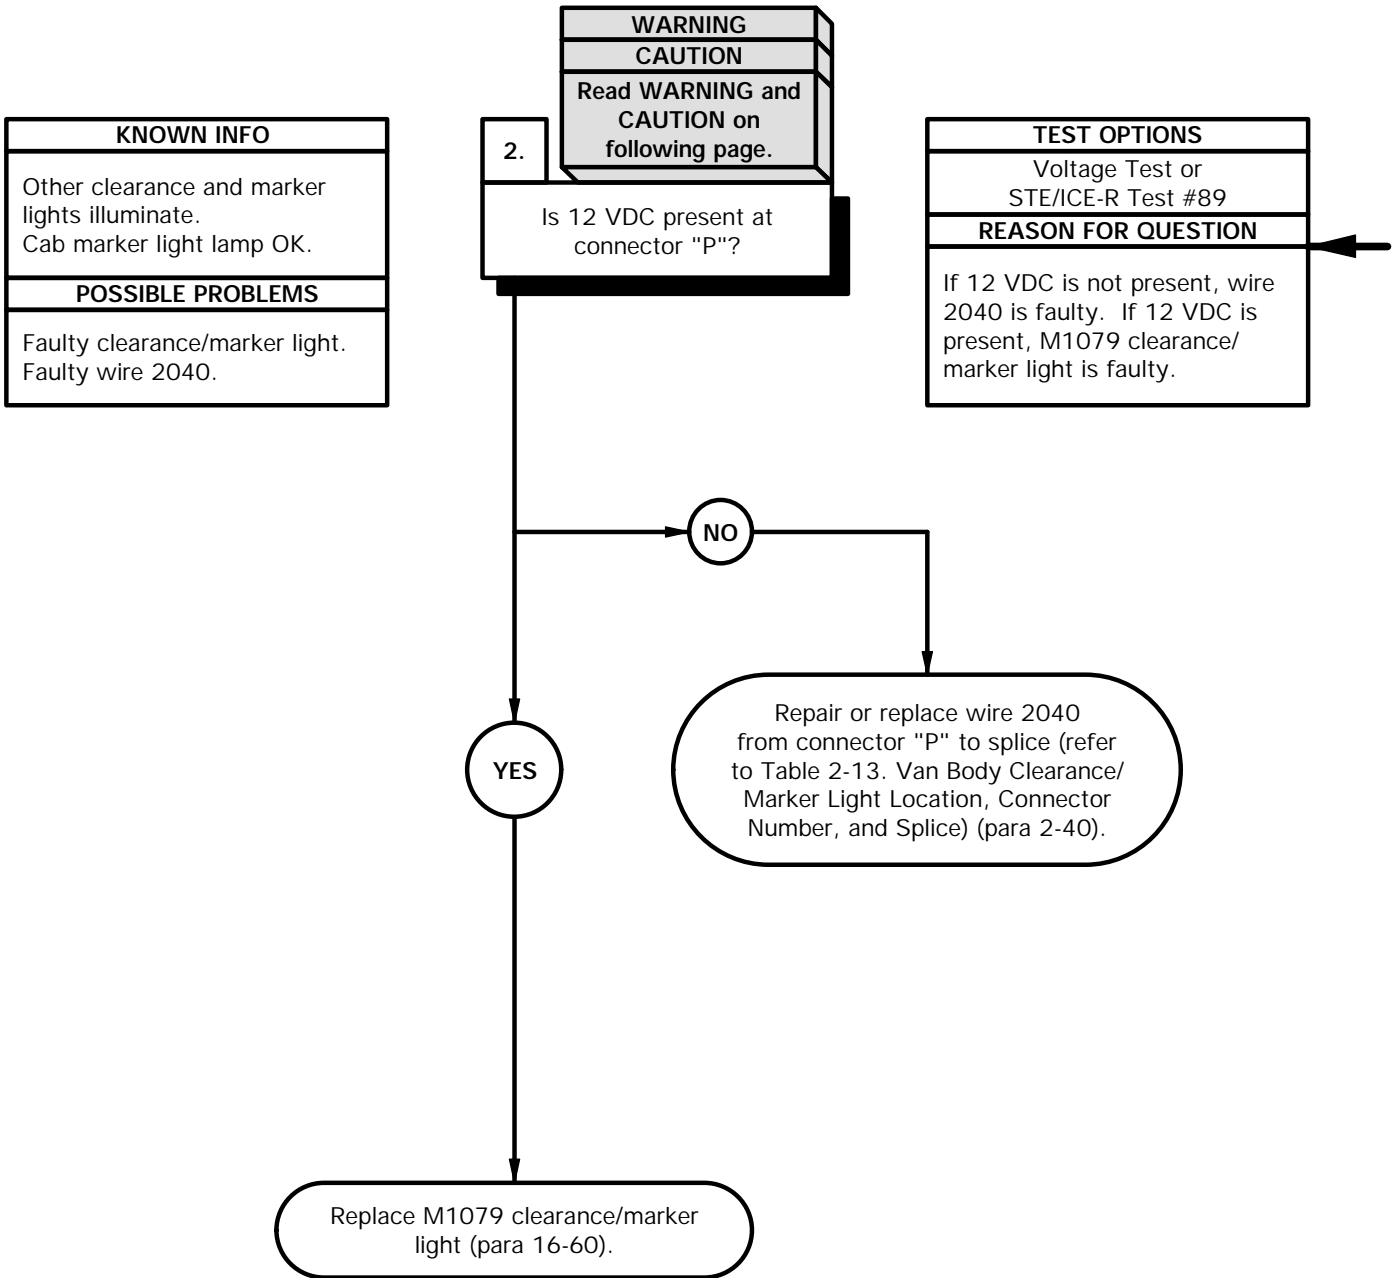 WARNING
CAUTION
Read WARNING and
CAUTION on
following page.
KNOWN INFO
Other clearance and marker
lights illuminate.
Cab marker light lamp OK.
POSSIBLE PROBLEMS
Faulty clearance/marker light.
Faulty wire 2040.
2.
Is 12 VDC present at
connector "P"?
TEST OPTIONS
Voltage Test or
STE/ICE-R Test #89
REASON FOR QUESTION
If 12 VDC is not present, wire
2040 is faulty.  If 12 VDC is
present, M1079 clearance/
marker light is faulty.
NO
YES
Repair or replace wire 2040
from connector "P" to splice (refer
to Table 2-13. Van Body Clearance/
Marker Light Location, Connector
Number, and Splice) (para 2-40).
Replace M1079 clearance/marker
light (para 16-60).